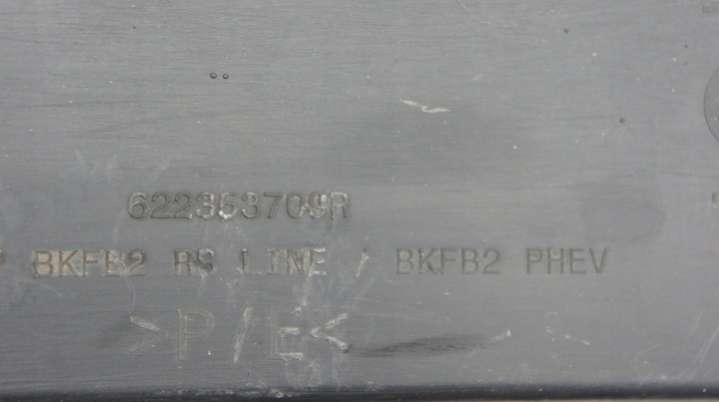 622353709R
BKFB2 RS LINE / BKFB2 PHEV
>P/E<